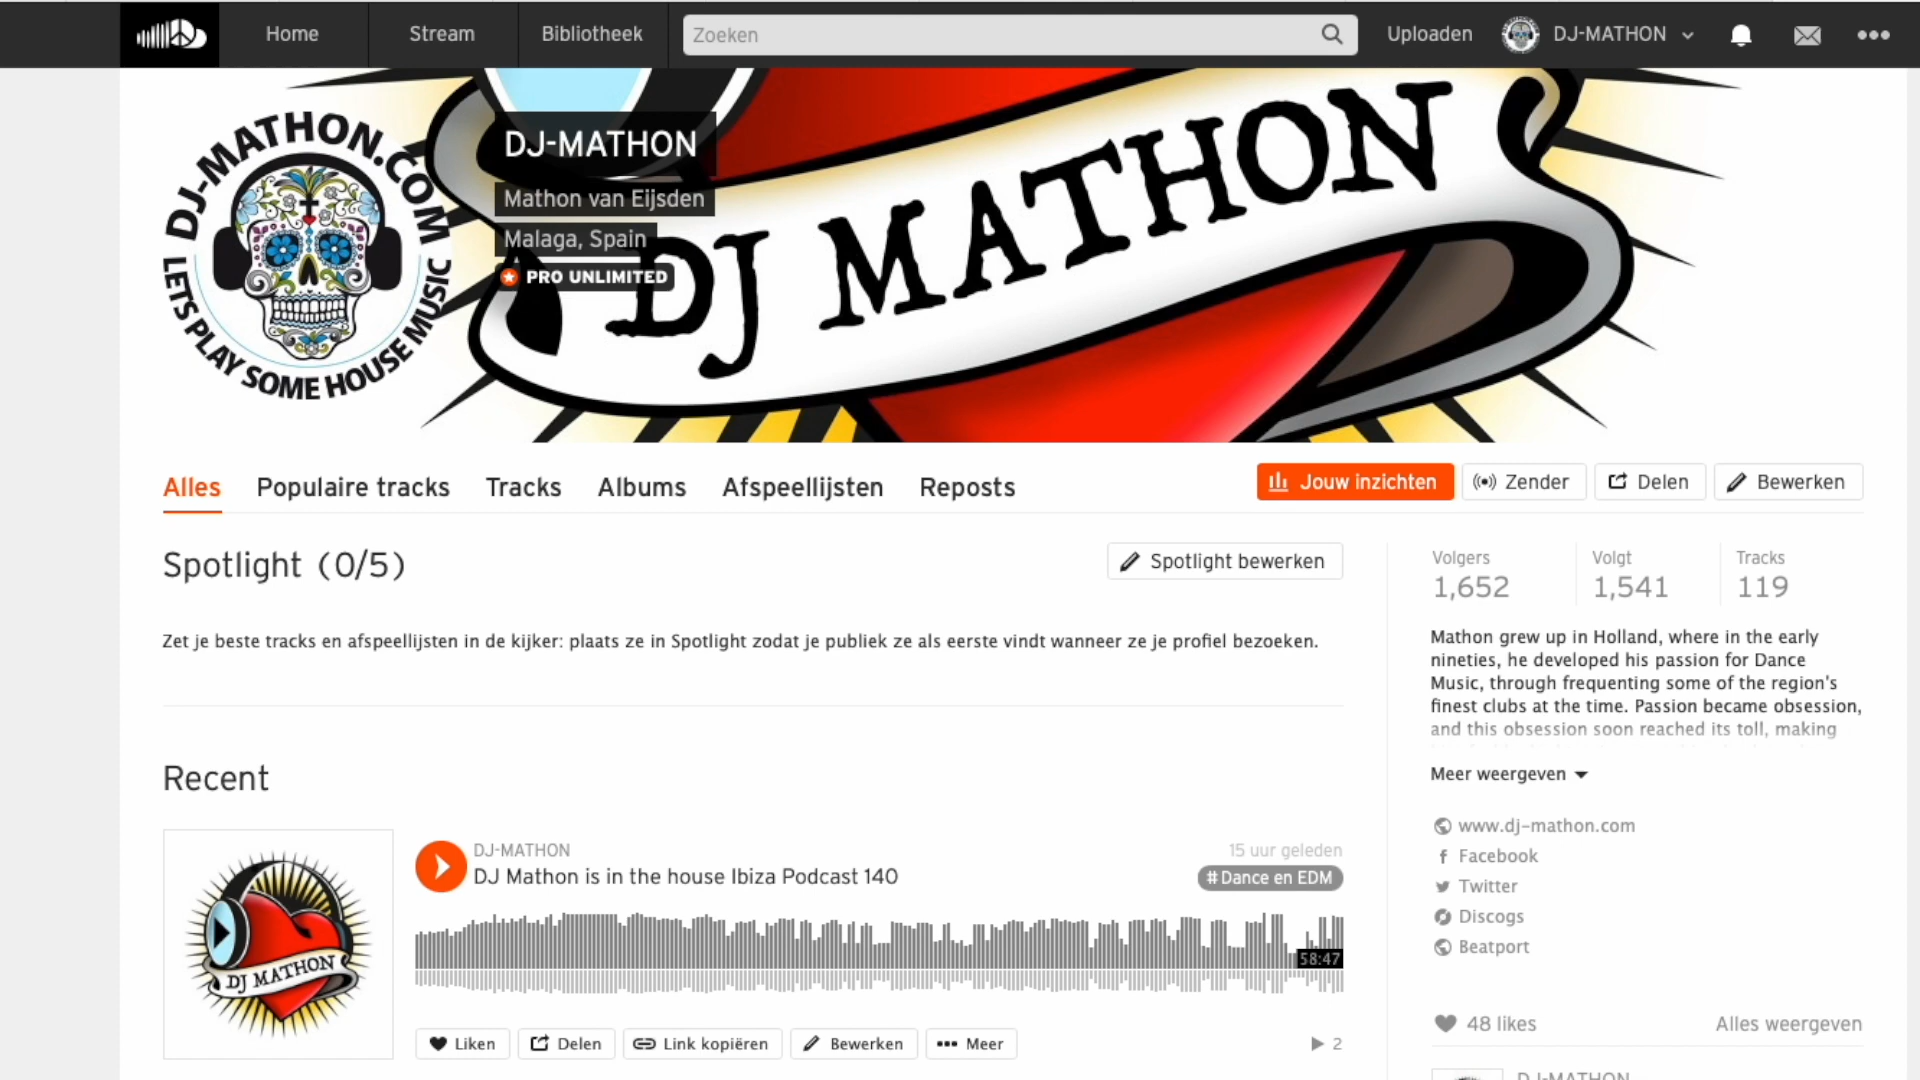 Home
Stream
Bibliotheek
Zoeken
Uploaden
DJ-MATHON
DJ-MATHON.COM
LETS PLAY SOME HOUSE MUSIC
DJ-MATHON
Mathon van Eijsden
Malaga, Spain
PRO UNLIMITED
DJ MATHON
Alles
Populaire tracks
Tracks
Albums
Afspeellijsten
Reposts
Jouw inzichten
Zender
Delen
Bewerken
Spotlight (0/5)
Spotlight bewerken
Zet je beste tracks en afspeellijsten in de kijker: plaats ze in Spotlight zodat je publiek ze als eerste vindt wanneer ze je profiel bezoeken.
Volgers
1,652
Volgt
1,541
Tracks
119
Mathon grew up in Holland, where in the early
nineties, he developed his passion for Dance
Music, through frequenting some of the region's
finest clubs at the time. Passion became obsession,
and this obsession soon reached its toll, making
Meer weergeven
www.dj-mathon.com
Facebook
Twitter
Discogs
Beatport
48 likes
Alles weergeven
DJ-MATHON
Recent
DJ MATHON
DJ-MATHON
DJ Mathon is in the house Ibiza Podcast 140
15 uur geleden
# Dance en EDM
58:47
Liken
Delen
Link kopiëren
Bewerken
Meer
2